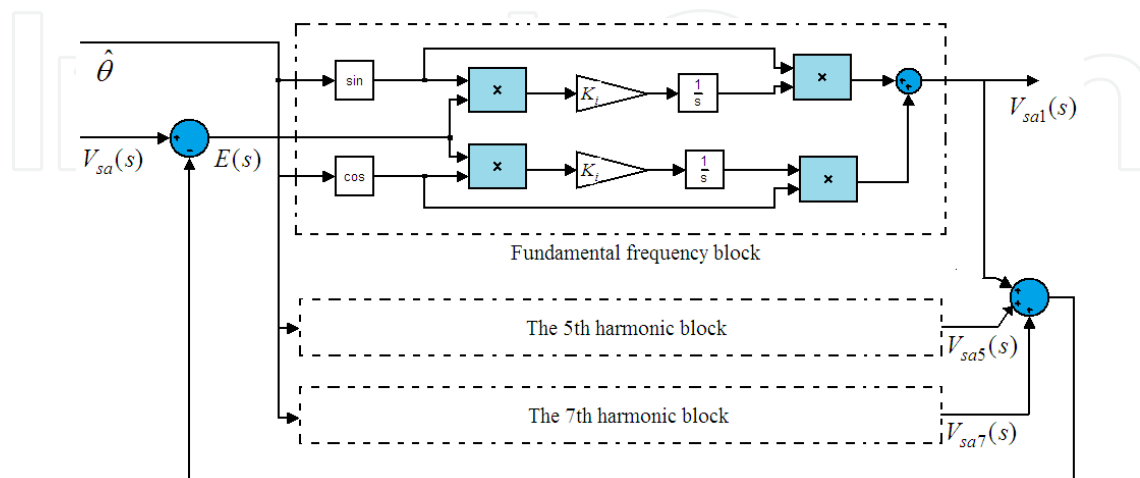 θ̂
sin
×
K_i
1/s
×
+
+
V_sa1(s)
V_sa(s)
+
-
E(s)
cos
×
K_i
1/s
×
Fundamental frequency block
The 5th harmonic block
V_sa5(s)
+
+
+
The 7th harmonic block
V_sa7(s)